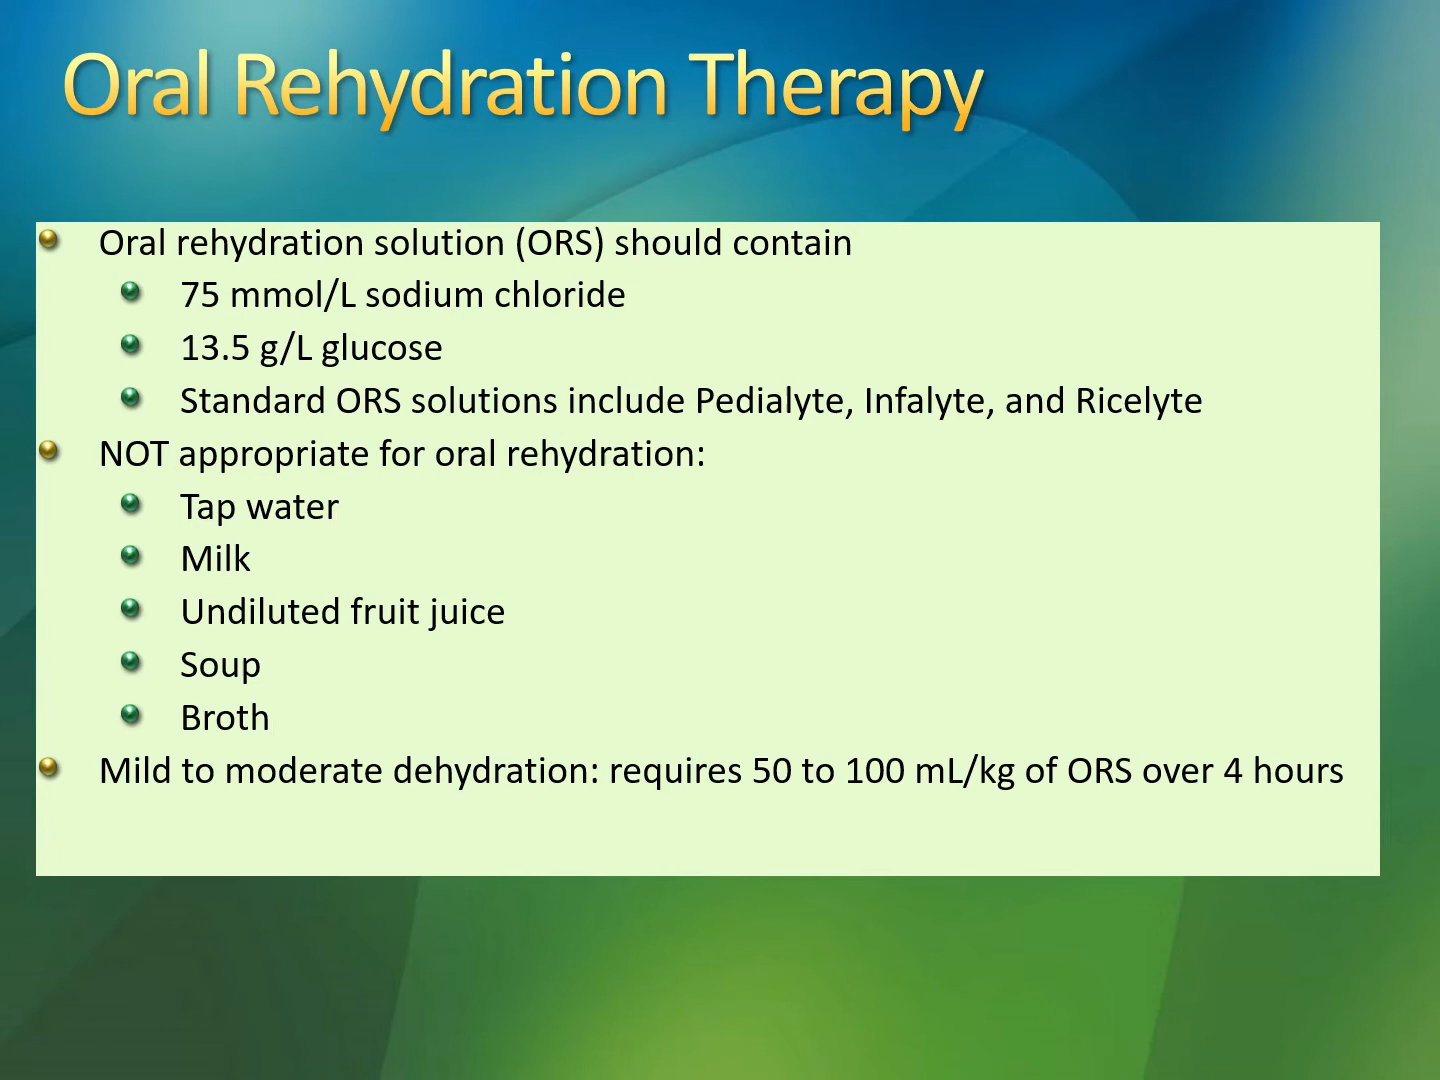 Oral Rehydration Therapy
Oral rehydration solution (ORS) should contain
75 mmol/L sodium chloride
13.5 g/L glucose
Standard ORS solutions include Pedialyte, Infalyte, and Ricelyte
NOT appropriate for oral rehydration:
Tap water
Milk
Undiluted fruit juice
Soup
Broth
Mild to moderate dehydration: requires 50 to 100 mL/kg of ORS over 4 hours